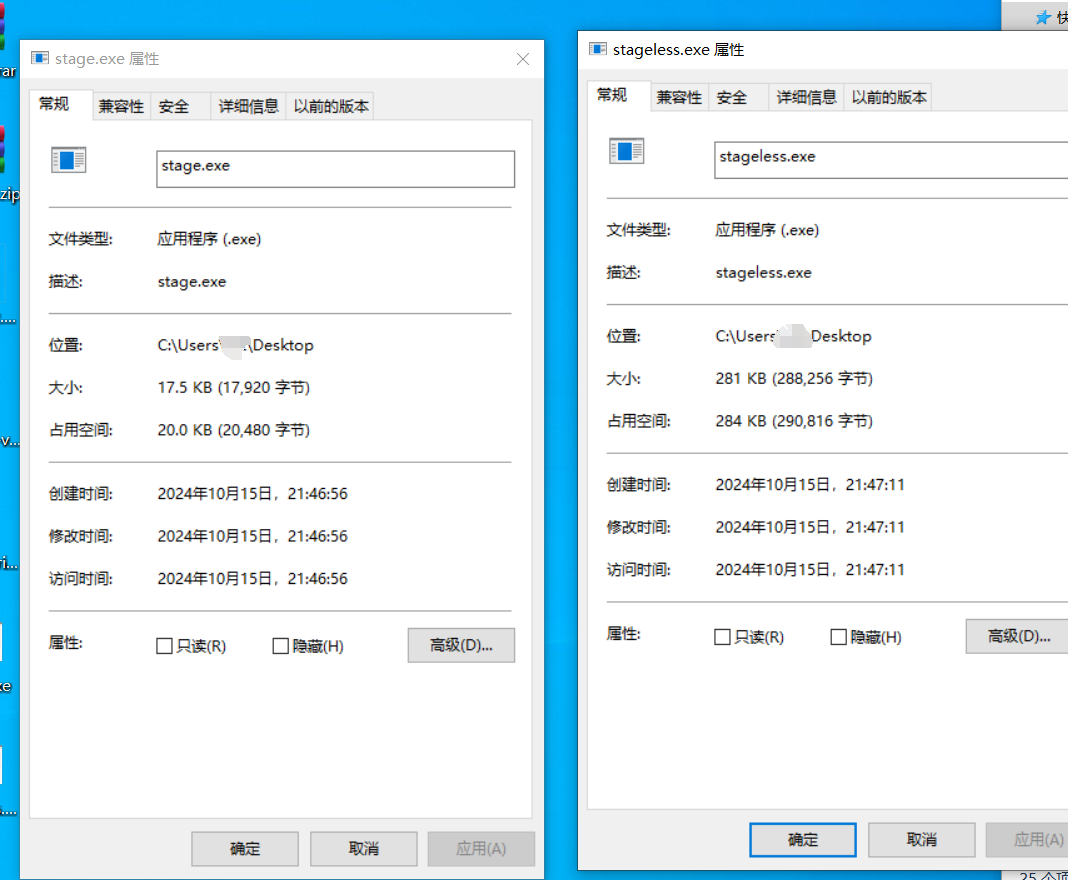 stage.exe 属性
常规 兼容性 安全 详细信息 以前的版本
stage.exe
文件类型: 应用程序 (.exe)
描述: stage.exe
位置: C:\Users\ \Desktop
大小: 17.5 KB (17,920 字节)
占用空间: 20.0 KB (20,480 字节)
创建时间: 2024年10月15日，21:46:56
修改时间: 2024年10月15日，21:46:56
访问时间: 2024年10月15日，21:46:56
属性: 只读(R) 隐藏(H) 高级(D)...
确定 取消 应用(A)
stageless.exe 属性
常规 兼容性 安全 详细信息 以前的版本
stageless.exe
文件类型: 应用程序 (.exe)
描述: stageless.exe
位置: C:\Users Desktop
大小: 281 KB (288,256 字节)
占用空间: 284 KB (290,816 字节)
创建时间: 2024年10月15日，21:47:11
修改时间: 2024年10月15日，21:47:11
访问时间: 2024年10月15日，21:47:11
属性: 只读(R) 隐藏(H) 高级(D)...
确定 取消 应用(A)
快
ar
zip
v...
ri...
xe
25 个项